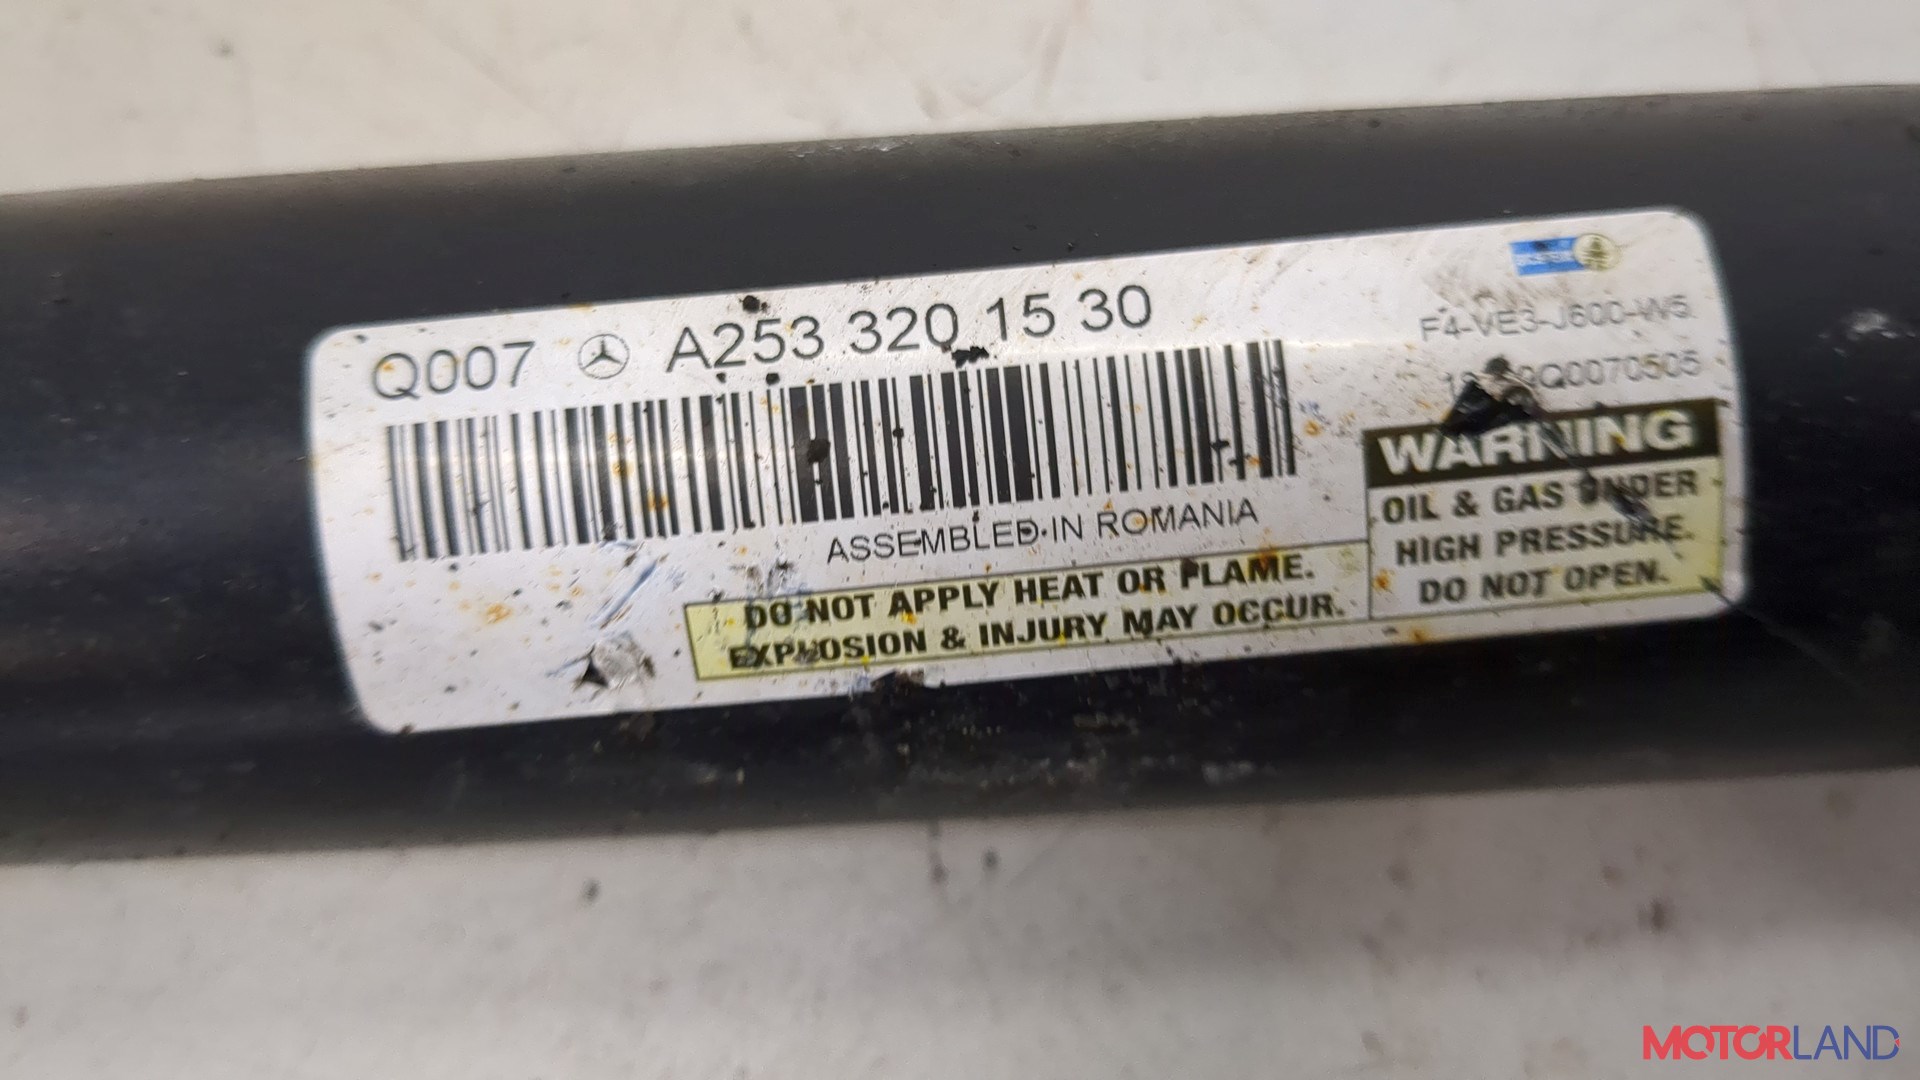 Q007 A253 320 15 30
F4-VE3-J600-W5
Q0070505
ASSEMBLED IN ROMANIA
WARNING
OIL & GAS UNDER
HIGH PRESSURE.
DO NOT OPEN.
DO NOT APPLY HEAT OR FLAME.
EXPLOSION & INJURY MAY OCCUR.
MOTORLAND